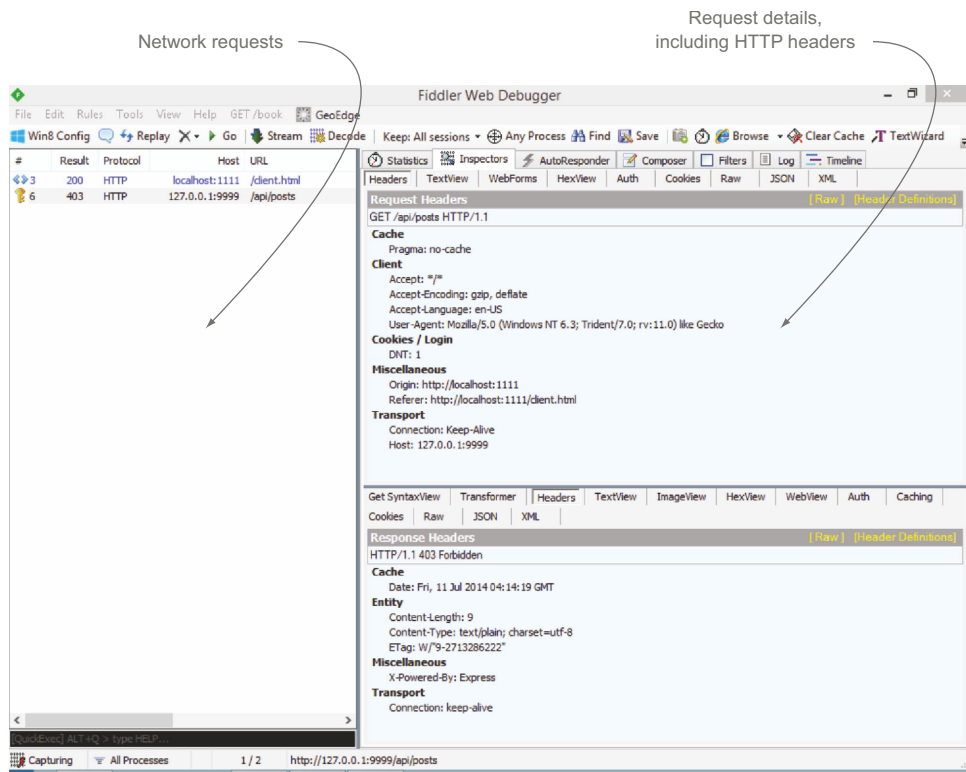 Network requests
Request details,
including HTTP headers
Fiddler Web Debugger
File Edit Rules Tools View Help GET /book GeoEdge
Win8 Config Replay Go Stream Decode Keep: All sessions Any Process Find Save Browse Clear Cache TextWizard
# Result Protocol Host URL
3 200 HTTP localhost:1111 /client.html
6 403 HTTP 127.0.0.1:9999 /api/posts
Statistics Inspectors AutoResponder Composer Filters Log Timeline
Headers TextView WebForms HexView Auth Cookies Raw JSON XML
Request Headers [Raw] [Header Definitions]
GET /api/posts HTTP/1.1
Cache
Pragma: no-cache
Client
Accept: */*
Accept-Encoding: gzip, deflate
Accept-Language: en-US
User-Agent: Mozilla/5.0 (Windows NT 6.3; Trident/7.0; rv:11.0) like Gecko
Cookies / Login
DNT: 1
Miscellaneous
Origin: http://localhost:1111
Referer: http://localhost:1111/client.html
Transport
Connection: Keep-Alive
Host: 127.0.0.1:9999
Get SyntaxView Transformer Headers TextView ImageView HexView WebView Auth Caching
Cookies Raw JSON XML
Response Headers [Raw] [Header Definitions]
HTTP/1.1 403 Forbidden
Cache
Date: Fri, 11 Jul 2014 04:14:19 GMT
Entity
Content-Length: 9
Content-Type: text/plain; charset=utf-8
ETag: W/"9-2713286222"
Miscellaneous
X-Powered-By: Express
Transport
Connection: keep-alive
[QuickExec] ALT+Q > type HELP...
Capturing All Processes 1 / 2 http://127.0.0.1:9999/api/posts